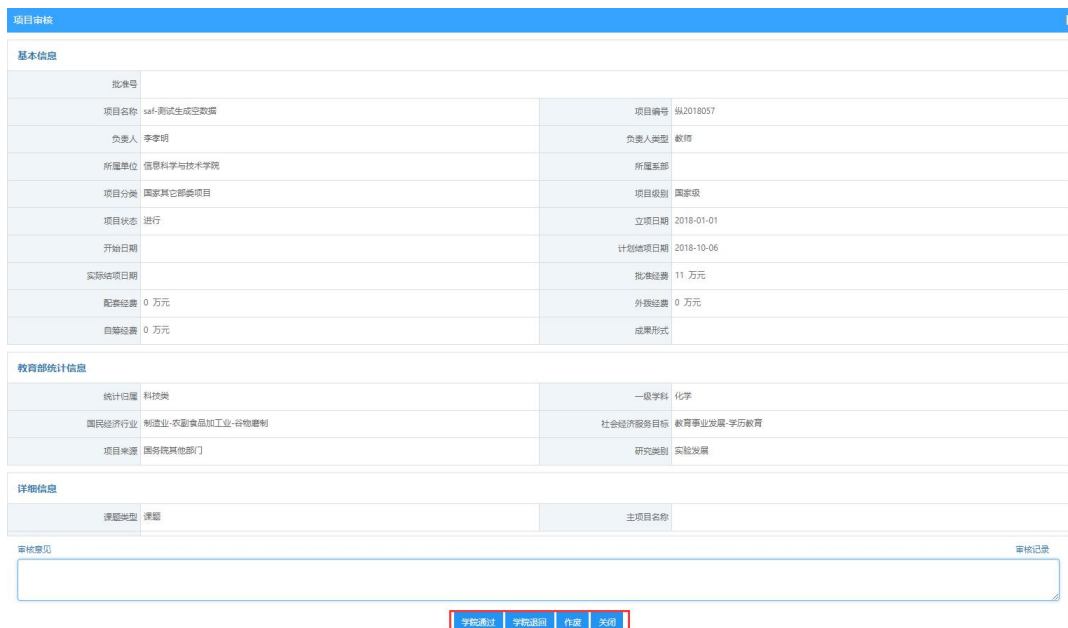 项目审核
基本信息
批准号
项目名称 saf-测试生成空数据 项目编号 纵2018057
负责人 李孝明 负责人类型 教师
所属单位 信息科学与技术学院 所属系部
项目分类 国家其它部委项目 项目级别 国家级
项目状态 进行 立项日期 2018-01-01
开始日期 计划结项日期 2018-10-06
实际结项日期 批准经费 11 万元
配套经费 0 万元 外拨经费 0 万元
自筹经费 0 万元 成果形式
教育部统计信息
统计归属 科技类 一级学科 化学
国民经济行业 制造业-农副食品加工业-谷物磨制 社会经济服务目标 教育事业发展-学历教育
项目来源 国务院其他部门 研究类别 实验发展
详细信息
课题类型 课题 主项目名称
审核意见 审核记录
学院通过 学院退回 作废 关闭